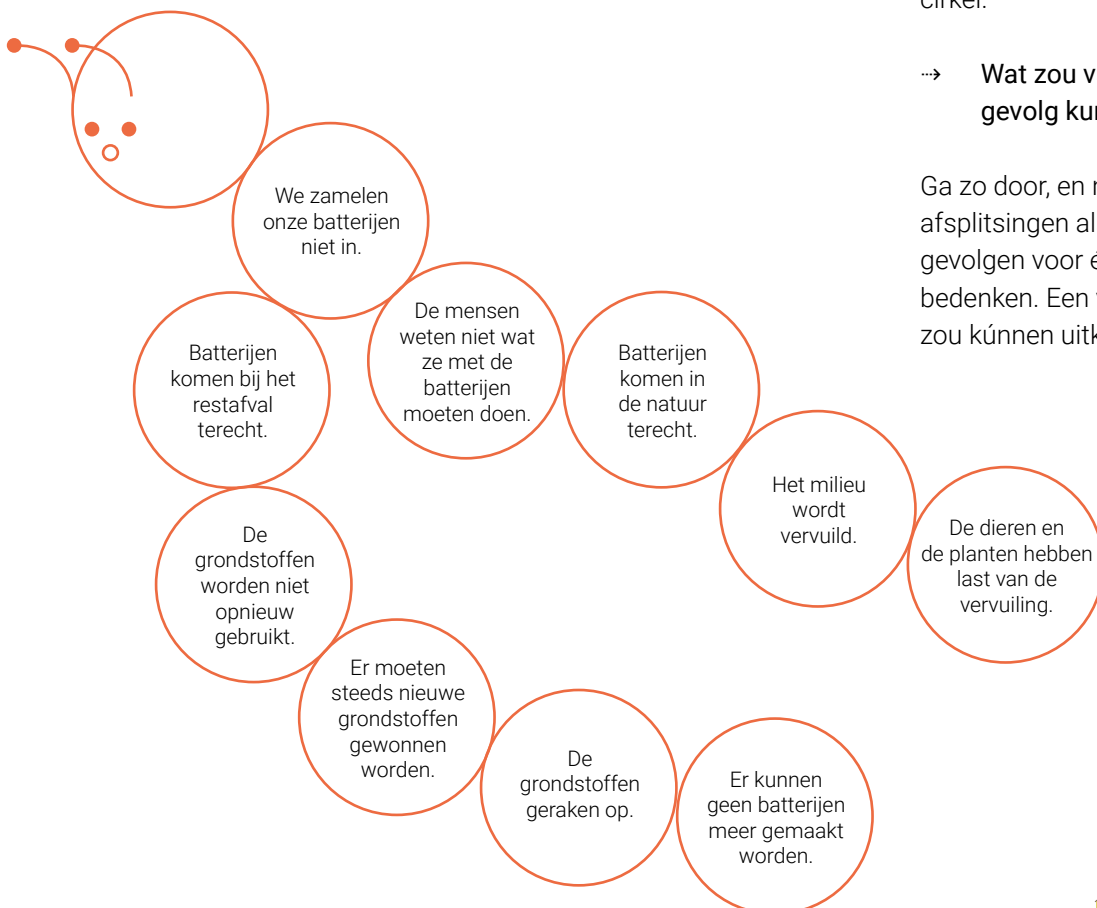 cirkel.
⇢ Wat zou v
gevolg kun
Ga zo door, en
afsplitsingen al
gevolgen voor
bedenken. Een
zou kúnnen uitk
We zamelen
onze batterijen
niet in.
De mensen
weten niet wat
ze met de
batterijen
moeten doen.
Batterijen
komen in
de natuur
terecht.
Het milieu
wordt
vervuild.
De dieren en
de planten hebben
last van de
vervuiling.
Batterijen
komen bij het
restafval
terecht.
De
grondstoffen
worden niet
opnieuw
gebruikt.
Er moeten
steeds nieuwe
grondstoffen
gewonnen
worden.
De
grondstoffen
geraken op.
Er kunnen
geen batterijen
meer gemaakt
worden.